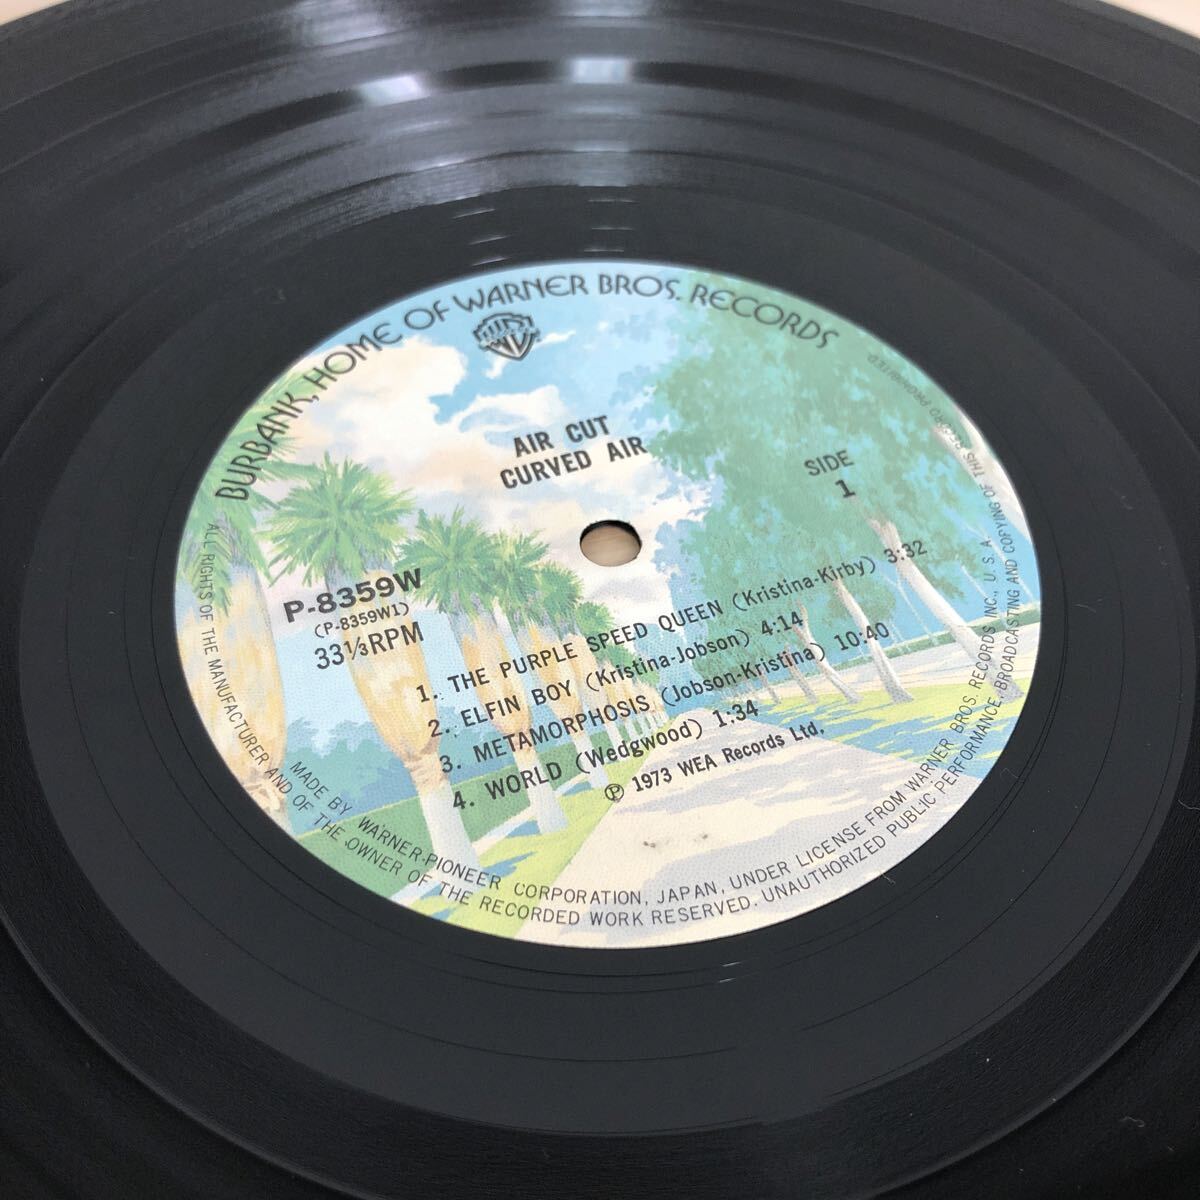 BURBANK, HOME OF WARNER BROS. RECORDS
AIR CUT
CURVED AIR
SIDE
1
P-8359W
(P-8359W1)
33⅓RPM
1. THE PURPLE SPEED QUEEN (Kristina-Kirby) 3:32
2. ELFIN BOY (Kristina-Jobson) 4:14
3. METAMORPHOSIS (Jobson-Kristina) 10:40
4. WORLD (Wedgwood) 1:34
Ⓟ 1973 WEA Records Ltd.
MADE BY WARNER-PIONEER CORPORATION, JAPAN, UNDER LICENSE FROM WARNER BROS. RECORDS INC., U.S.A.
ALL RIGHTS OF THE MANUFACTURER AND OF THE OWNER OF THE RECORDED WORK RESERVED. UNAUTHORIZED PUBLIC PERFORMANCE, BROADCASTING AND COPYING OF THIS RECORD PROHIBITED.